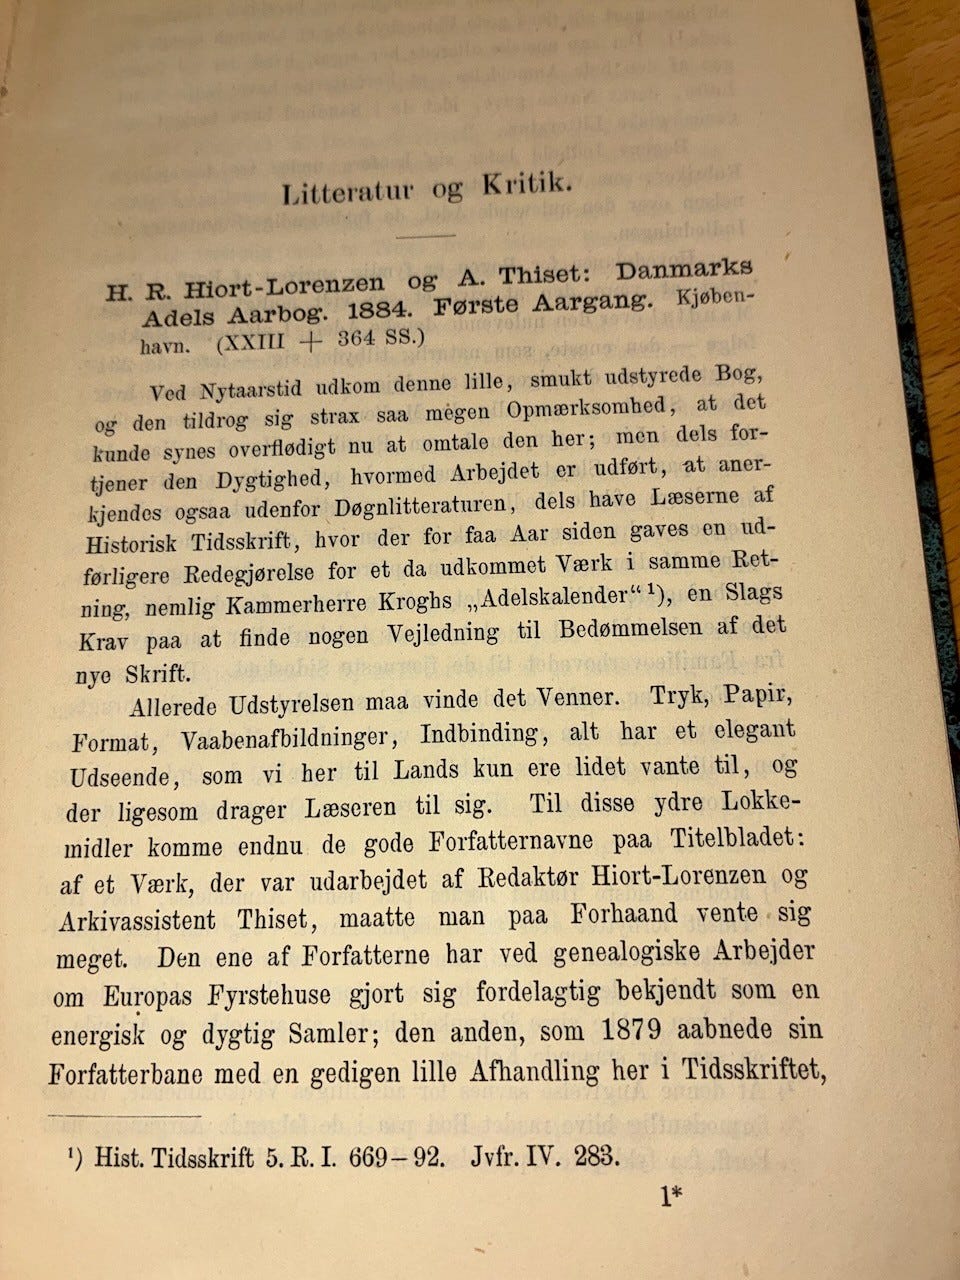 Litteratur og Kritik.
H. R. Hiort-Lorenzen og A. Thiset: Danmarks
Adels Aarbog. 1884. Første Aargang. Kjøben-
havn. (XXIII + 364 SS.)
Ved Nytaarstid udkom denne lille, smukt udstyrede Bog,
og den tildrog sig strax saa megen Opmærksomhed, at det
kunde synes overflødigt nu at omtale den her; men dels for-
tjener den Dygtighed, hvormed Arbejdet er udført, at aner-
kjendes ogsaa udenfor Døgnlitteraturen, dels have Læserne af
Historisk Tidsskrift, hvor der for faa Aar siden gaves en ud-
førligere Redegjørelse for et da udkommet Værk i samme Ret-
ning, nemlig Kammerherre Kroghs „Adelskalender“ ¹), en Slags
Krav paa at finde nogen Vejledning til Bedømmelsen af det
nye Skrift.
Allerede Udstyrelsen maa vinde det Venner. Tryk, Papir,
Format, Vaabenafbildninger, Indbinding, alt har et elegant
Udseende, som vi her til Lands kun ere lidet vante til, og
der ligesom drager Læseren til sig. Til disse ydre Lokke-
midler komme endnu de gode Forfatternavne paa Titelbladet:
af et Værk, der var udarbejdet af Redaktør Hiort-Lorenzen og
Arkivassistent Thiset, maatte man paa Forhaand vente sig
meget. Den ene af Forfatterne har ved genealogiske Arbejder
om Europas Fyrstehuse gjort sig fordelagtig bekjendt som en
energisk og dygtig Samler; den anden, som 1879 aabnede sin
Forfatterbane med en gedigen lille Afhandling her i Tidsskriftet,
¹) Hist. Tidsskrift 5. R. I. 669–92. Jvfr. IV. 283.
1*